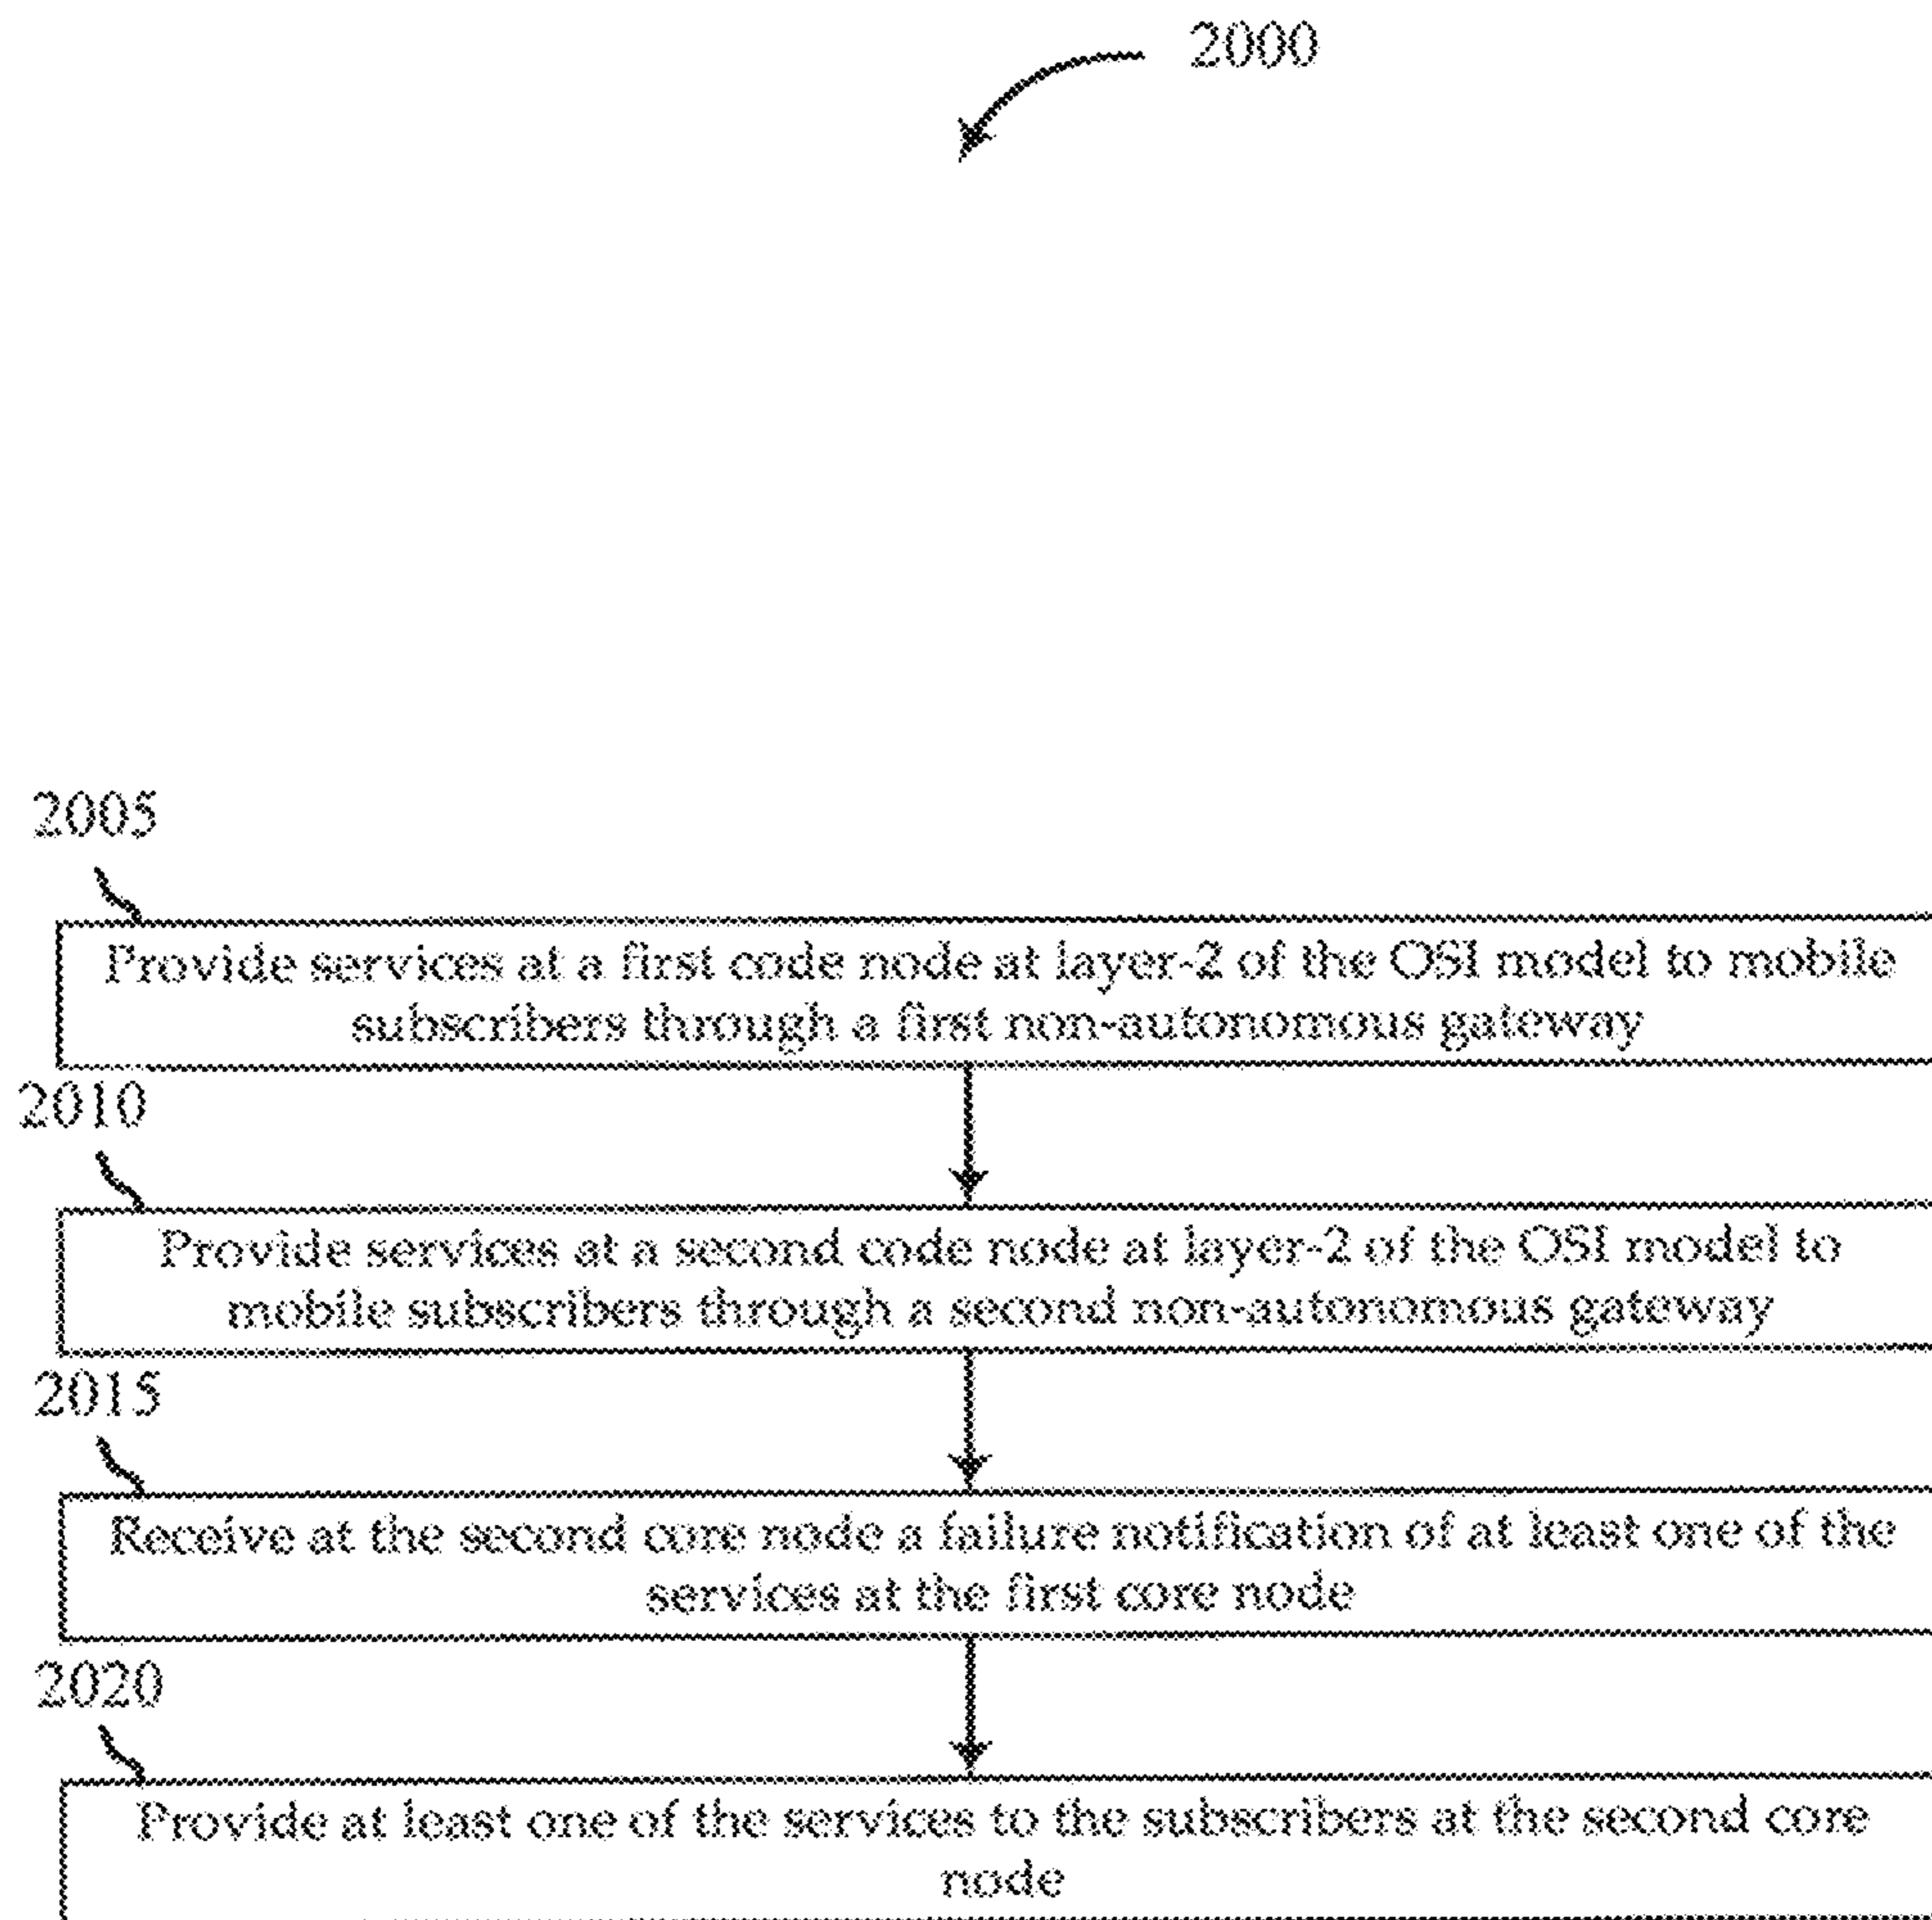 2000
2005
Provide services at a first code node at layer-2 of the OSI model to mobile
subscribers through a first non-autonomous gateway
2010
Provide services at a second code node at layer-2 of the OSI model to
mobile subscribers through a second non-autonomous gateway
2015
Receive at the second core node a failure notification of at least one of the
services at the first core node
2020
Provide at least one of the services to the subscribers at the second core
node